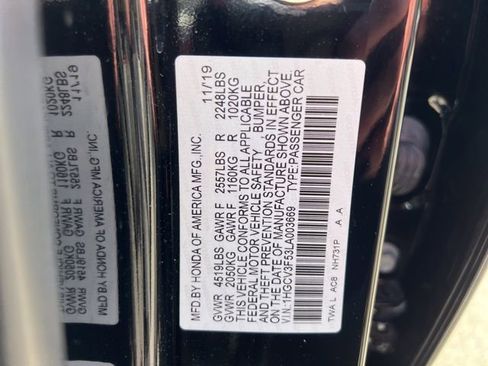 MFD. BY HONDA OF AMERICA MFG., INC. 11/19
GVWR 4519LBS GAWR F 2557LBS R 2248LBS
GVWR 2050KG GAWR F 1160KG R 1020KG
THIS VEHICLE CONFORMS TO ALL APPLICABLE
FEDERAL MOTOR VEHICLE SAFETY , BUMPER,
AND THEFT PREVENTION STANDARDS IN EFFECT
ON THE DATE OF MANUFACTURE SHOWN ABOVE.
V.I.N. 1HGCV3F53LA003669 TYPE:PASSENGER CAR
TWA L AC8 NH731P A A